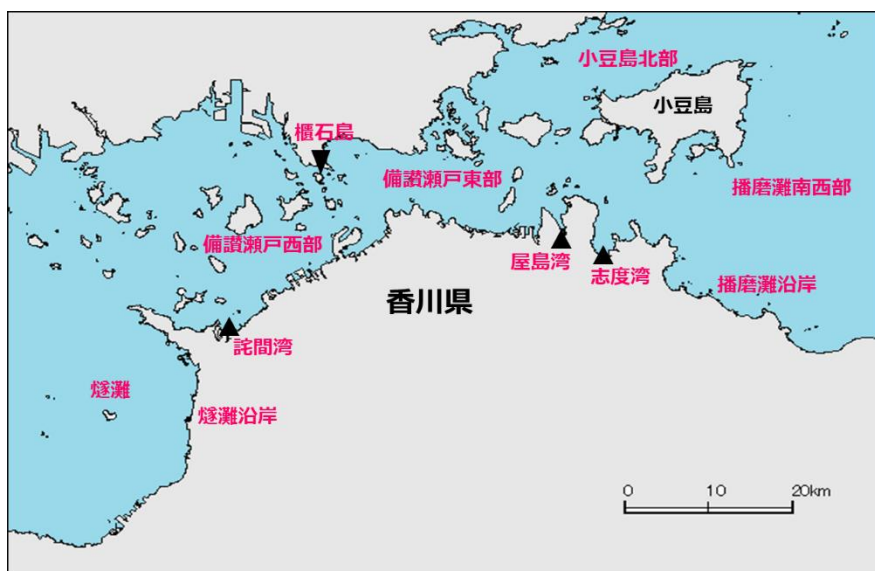 小豆島北部
小豆島
櫃石島
備讃瀬戸東部
播磨灘南西部
備讃瀬戸西部
屋島湾
志度湾
播磨灘沿岸
香川県
詫間湾
燧灘
燧灘沿岸
0 10 20km